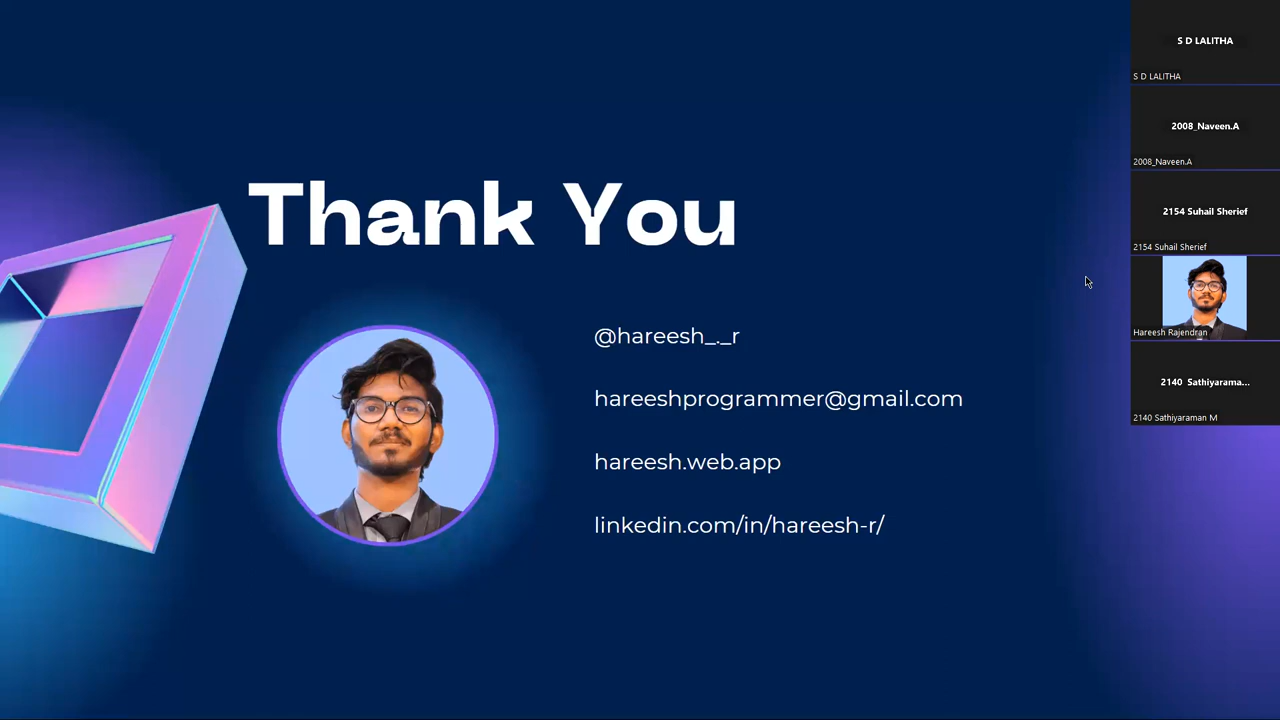 Thank You
@hareesh_._r
hareeshprogrammer@gmail.com
hareesh.web.app
linkedin.com/in/hareesh-r/
S D LALITHA
S D LALITHA
2008_Naveen.A
2008_Naveen.A
2154 Suhail Sherief
2154 Suhail Sherief
Hareesh Rajendran
2140 Sathiyarama...
2140 Sathiyaraman M